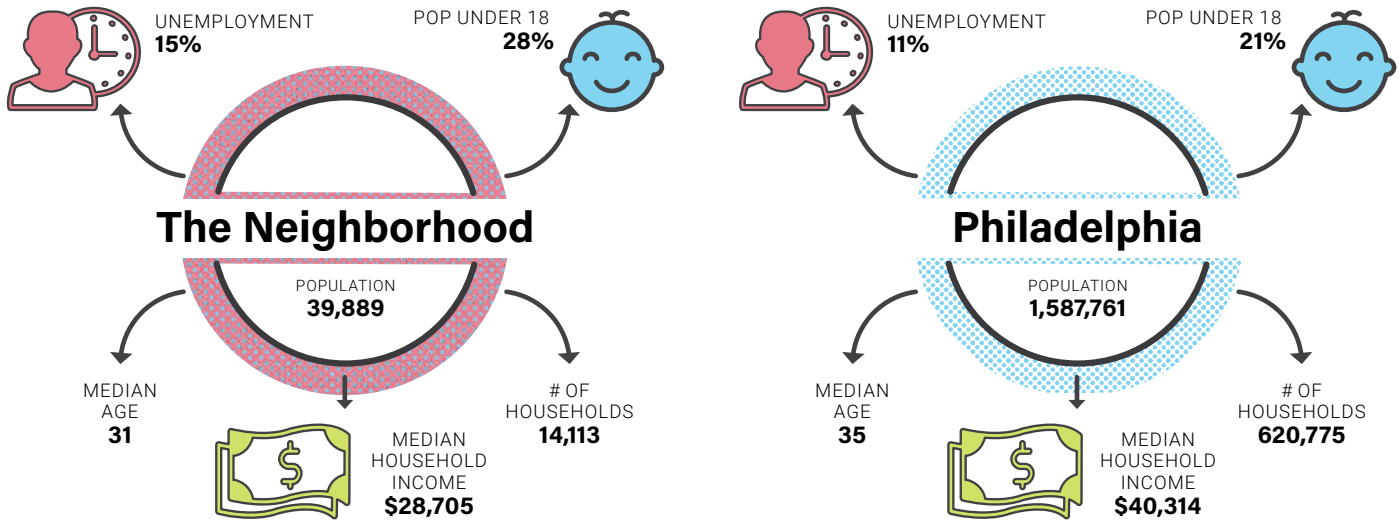 UNEMPLOYMENT
15%
POP UNDER 18
28%
The Neighborhood
POPULATION
39,889
MEDIAN
AGE
31
MEDIAN
HOUSEHOLD
INCOME
$28,705
# OF
HOUSEHOLDS
14,113
UNEMPLOYMENT
11%
POP UNDER 18
21%
Philadelphia
POPULATION
1,587,761
MEDIAN
AGE
35
MEDIAN
HOUSEHOLD
INCOME
$40,314
# OF
HOUSEHOLDS
620,775